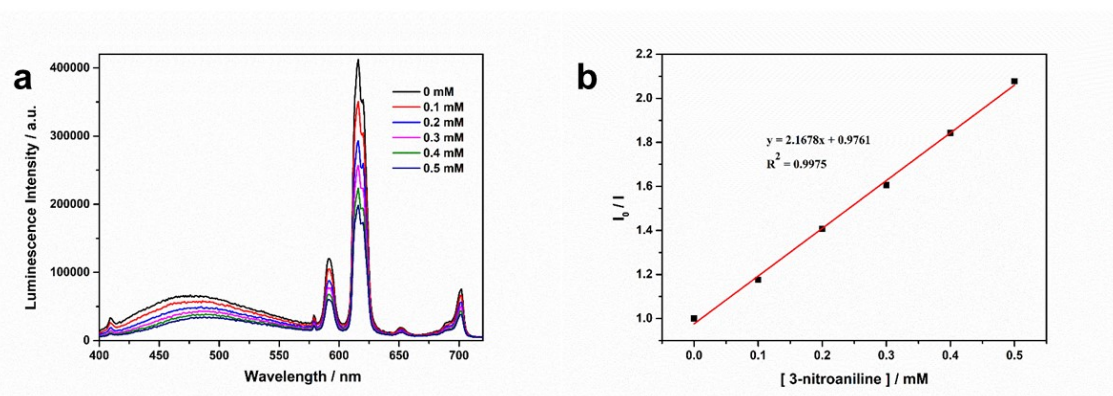 a
Luminescence Intensity / a.u.
400000
300000
200000
100000
0
400
450
500
550
600
650
700
Wavelength / nm
0 mM
0.1 mM
0.2 mM
0.3 mM
0.4 mM
0.5 mM
b
I₀ / I
2.2
2.0
1.8
1.6
1.4
1.2
1.0
y = 2.1678x + 0.9761
R² = 0.9975
0.0
0.1
0.2
0.3
0.4
0.5
[ 3-nitroaniline ] / mM